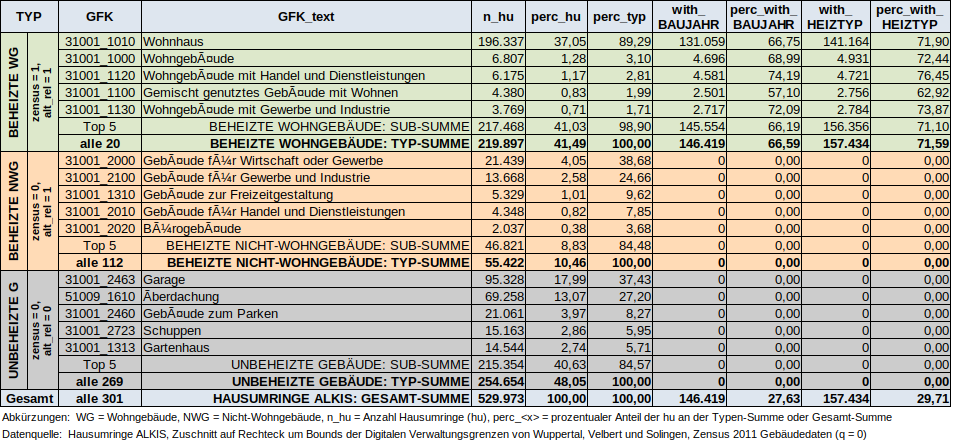 TYP GFK GFK_text n_hu perc_hu perc_typ with_BAUJAHR perc_with_BAUJAHR with_HEIZTYP perc_with_HEIZTYP
BEHEIZTE WG
zensus = 1,
alt_rel = 1
31001_1010 Wohnhaus 196.337 37,05 89,29 131.059 66,75 141.164 71,90
31001_1000 WohngebÃ¤ude 6.807 1,28 3,10 4.696 68,99 4.931 72,44
31001_1120 WohngebÃ¤ude mit Handel und Dienstleistungen 6.175 1,17 2,81 4.581 74,19 4.721 76,45
31001_1100 Gemischt genutztes GebÃ¤ude mit Wohnen 4.380 0,83 1,99 2.501 57,10 2.756 62,92
31001_1130 WohngebÃ¤ude mit Gewerbe und Industrie 3.769 0,71 1,71 2.717 72,09 2.784 73,87
Top 5 BEHEIZTE WOHNGEBÄUDE: SUB-SUMME 217.468 41,03 98,90 145.554 66,19 156.356 71,10
alle 20 BEHEIZTE WOHNGEBÄUDE: TYP-SUMME 219.897 41,49 100,00 146.419 66,59 157.434 71,59
BEHEIZTE NWG
zensus = 0,
alt_rel = 1
31001_2000 GebÃ¤ude fÃ¼r Wirtschaft oder Gewerbe 21.439 4,05 38,68 0 0,00 0 0,00
31001_2100 GebÃ¤ude fÃ¼r Gewerbe und Industrie 13.668 2,58 24,66 0 0,00 0 0,00
31001_1310 GebÃ¤ude zur Freizeitgestaltung 5.329 1,01 9,62 0 0,00 0 0,00
31001_2010 GebÃ¤ude fÃ¼r Handel und Dienstleistungen 4.348 0,82 7,85 0 0,00 0 0,00
31001_2020 BÃ¼rogebÃ¤ude 2.037 0,38 3,68 0 0,00 0 0,00
Top 5 BEHEIZTE NICHT-WOHNGEBÄUDE: SUB-SUMME 46.821 8,83 84,48 0 0,00 0 0,00
alle 112 BEHEIZTE NICHT-WOHNGEBÄUDE: TYP-SUMME 55.422 10,46 100,00 0 0,00 0 0,00
UNBEHEIZTE G
zensus = 0,
alt_rel = 0
31001_2463 Garage 95.328 17,99 37,43 0 0,00 0 0,00
51009_1610 Ãberdachung 69.258 13,07 27,20 0 0,00 0 0,00
31001_2460 GebÃ¤ude zum Parken 21.061 3,97 8,27 0 0,00 0 0,00
31001_2723 Schuppen 15.163 2,86 5,95 0 0,00 0 0,00
31001_1313 Gartenhaus 14.544 2,74 5,71 0 0,00 0 0,00
Top 5 UNBEHEIZTE GEBÄUDE: SUB-SUMME 215.354 40,63 84,57 0 0,00 0 0,00
alle 269 UNBEHEIZTE GEBÄUDE: TYP-SUMME 254.654 48,05 100,00 0 0,00 0 0,00
Gesamt alle 301 HAUSUMRINGE ALKIS: GESAMT-SUMME 529.973 100,00 100,00 146.419 27,63 157.434 29,71
Abkürzungen: WG = Wohngebäude, NWG = Nicht-Wohngebäude, n_hu = Anzahl Hausumringe (hu), perc_<x> = prozentualer Anteil der hu an der Typen-Summe oder Gesamt-Summe
Datenquelle: Hausumringe ALKIS, Zuschnitt auf Rechteck um Bounds der Digitalen Verwaltungsgrenzen von Wuppertal, Velbert und Solingen, Zensus 2011 Gebäudedaten (q = 0)